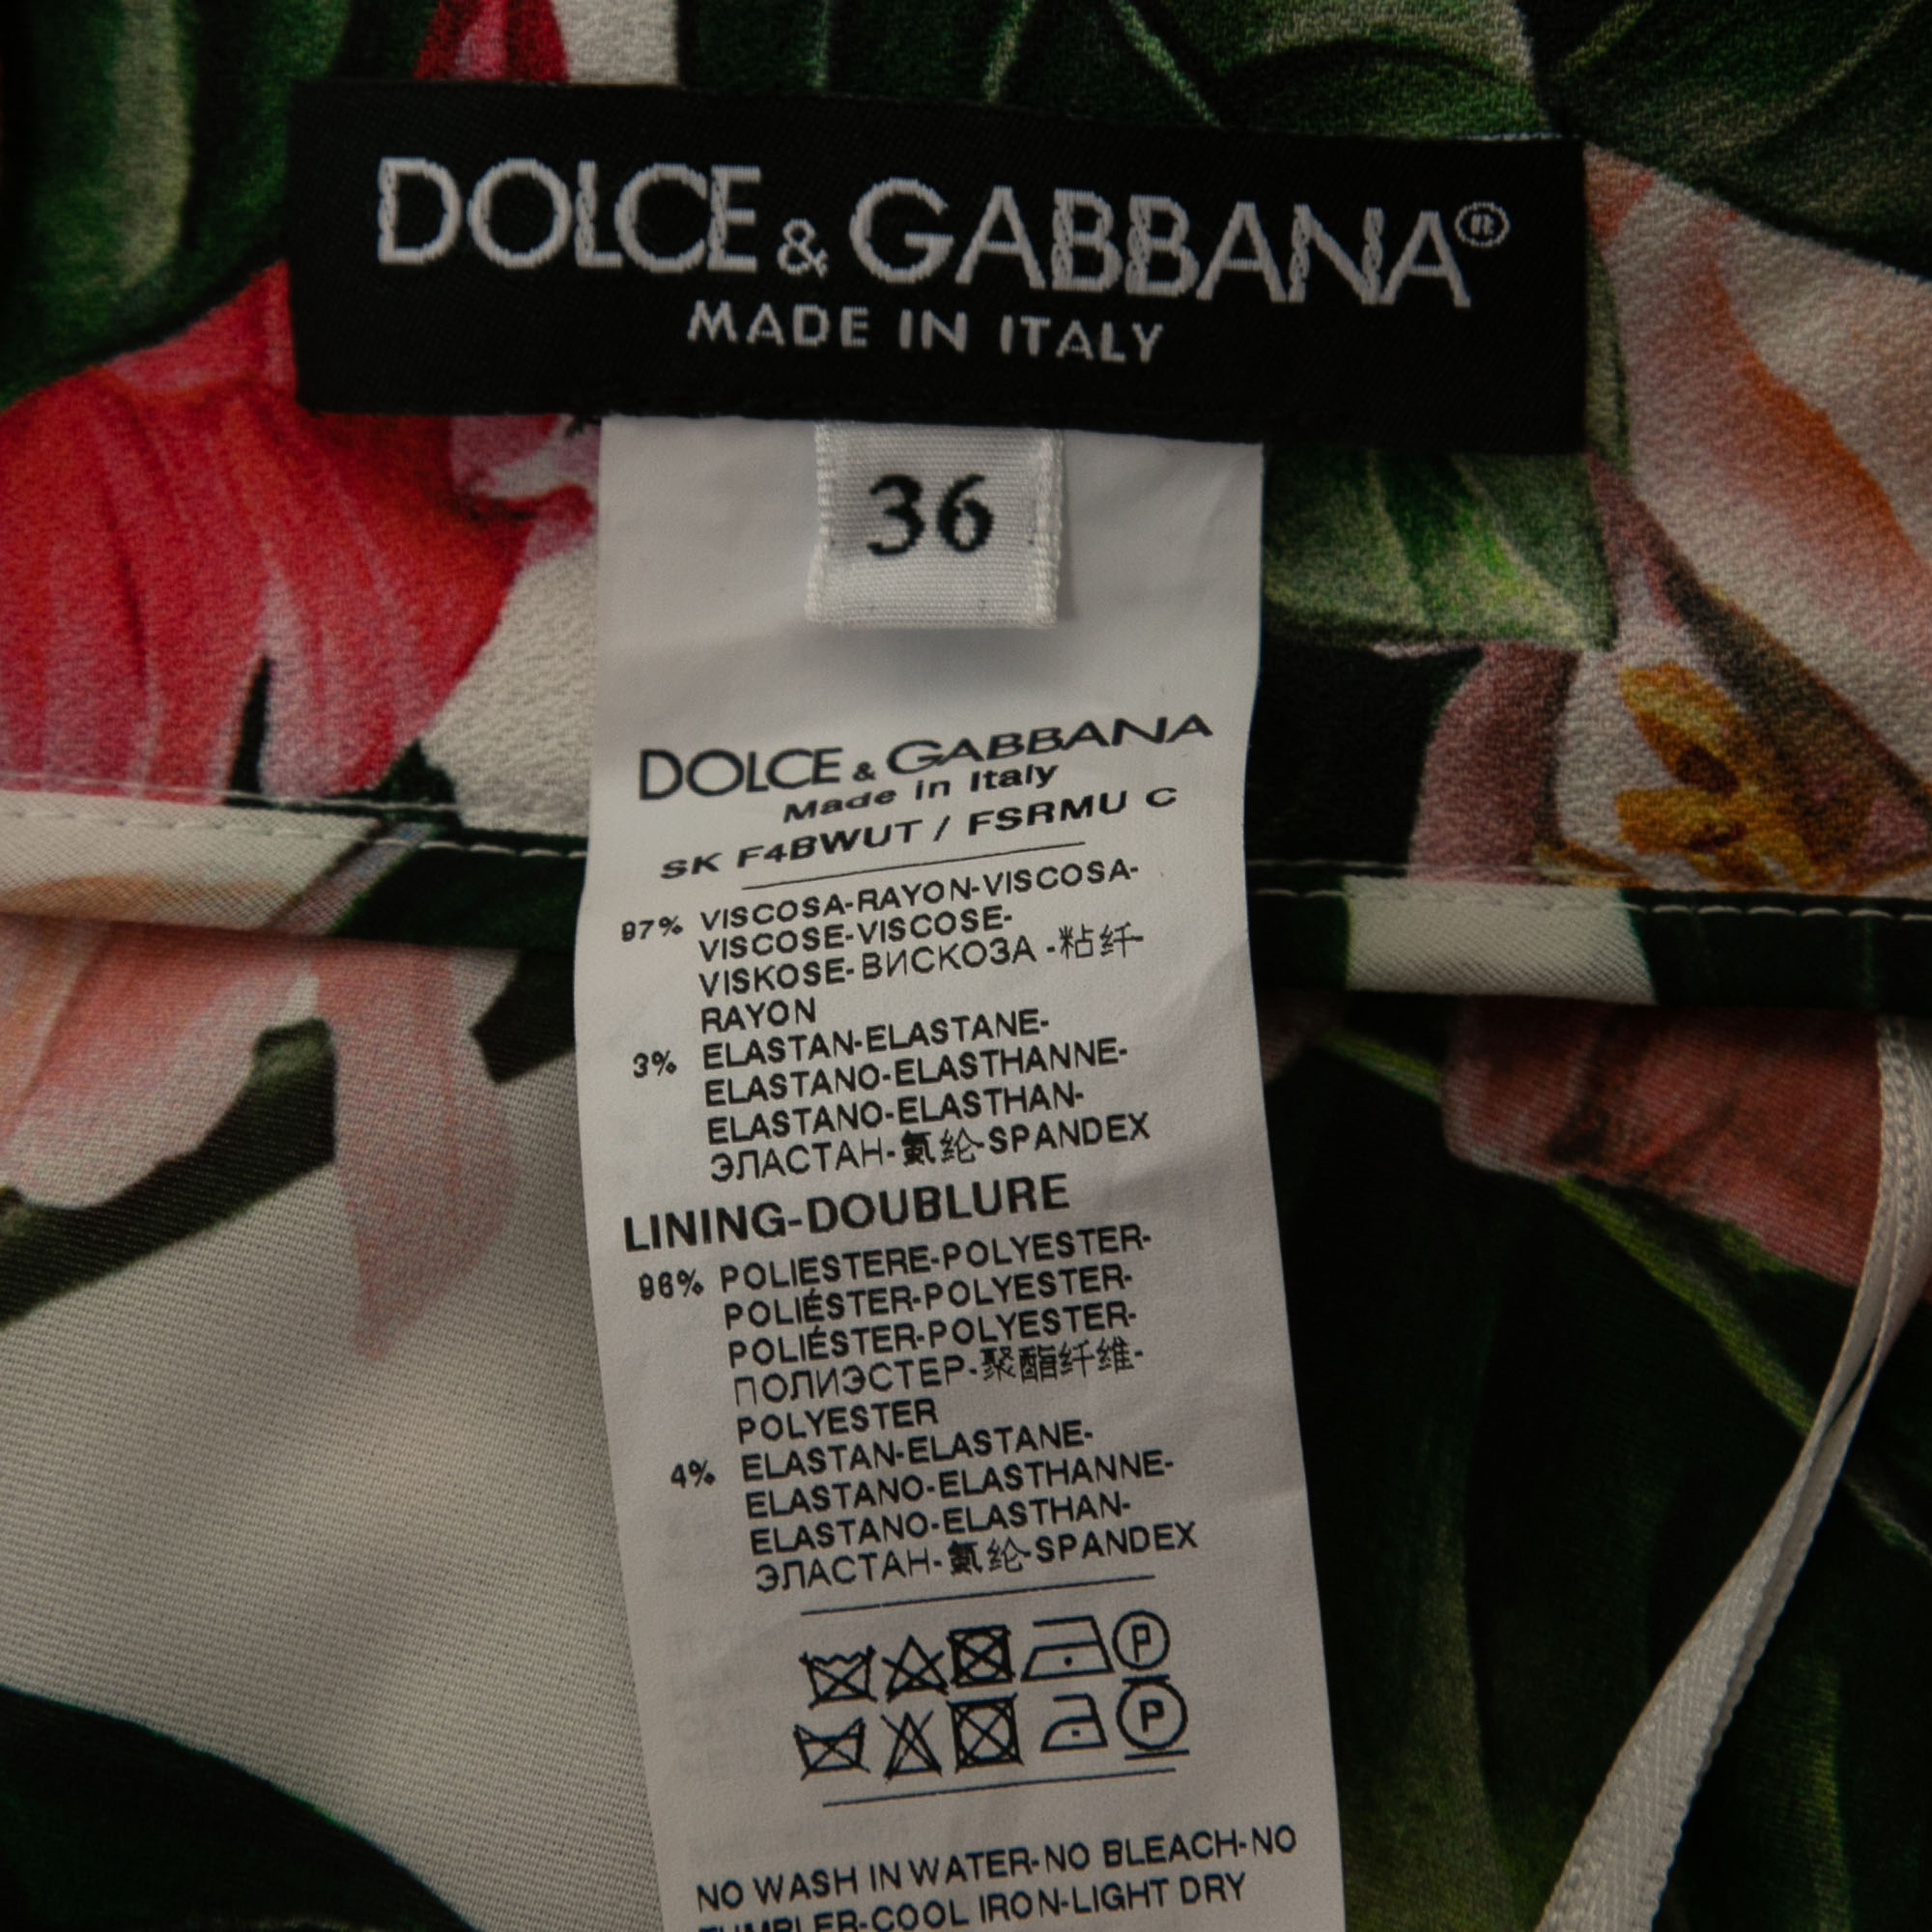 DOLCE & GABBANA®
MADE IN ITALY
36
DOLCE & GABBANA
Made in Italy
SK F4BWUT / FSRMU C
97% VISCOSA-RAYON-VISCOSA-
VISCOSE-VISCOSE-
VISKOSE-ВИСКОЗА-粘纤-
RAYON
3% ELASTAN-ELASTANE-
ELASTANO-ELASTHANNE-
ELASTANO-ELASTHAN-
ЭЛАСТАН-氨纶-SPANDEX
LINING-DOUBLURE
96% POLIESTERE-POLYESTER-
POLIÉSTER-POLYESTER-
POLIÉSTER-POLYESTER-
ПОЛИЭСТЕР-聚酯纤维-
POLYESTER
4% ELASTAN-ELASTANE-
ELASTANO-ELASTHANNE-
ELASTANO-ELASTHAN-
ЭЛАСТАН-氨纶-SPANDEX
P
P
NO WASH IN WATER-NO BLEACH-NO
TUMBLER-COOL IRON-LIGHT DRY